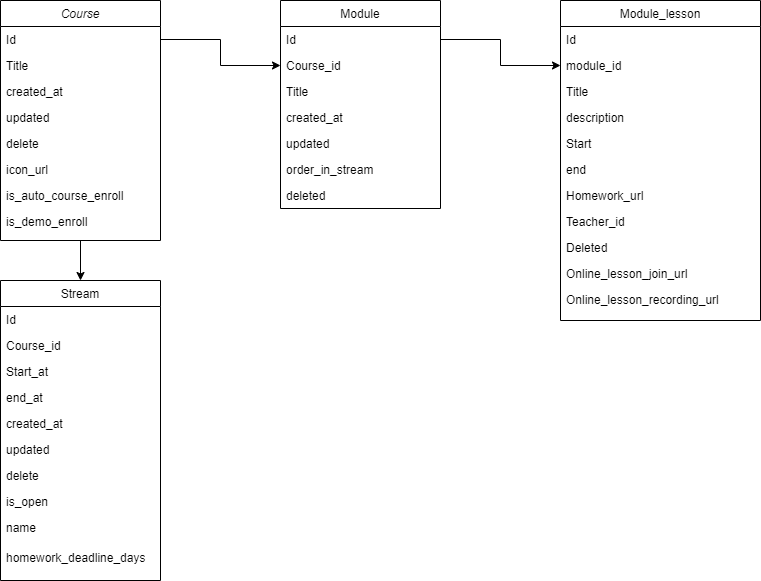 Course
Id
Title
created_at
updated
delete
icon_url
is_auto_course_enroll
is_demo_enroll
Module
Id
Course_id
Title
created_at
updated
order_in_stream
deleted
Module_lesson
Id
module_id
Title
description
Start
end
Homework_url
Teacher_id
Deleted
Online_lesson_join_url
Online_lesson_recording_url
Stream
Id
Course_id
Start_at
end_at
created_at
updated
delete
is_open
name
homework_deadline_days